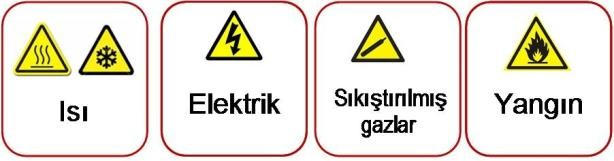 Isı
Elektrik
Sıkıştırılmış
gazlar
Yangın